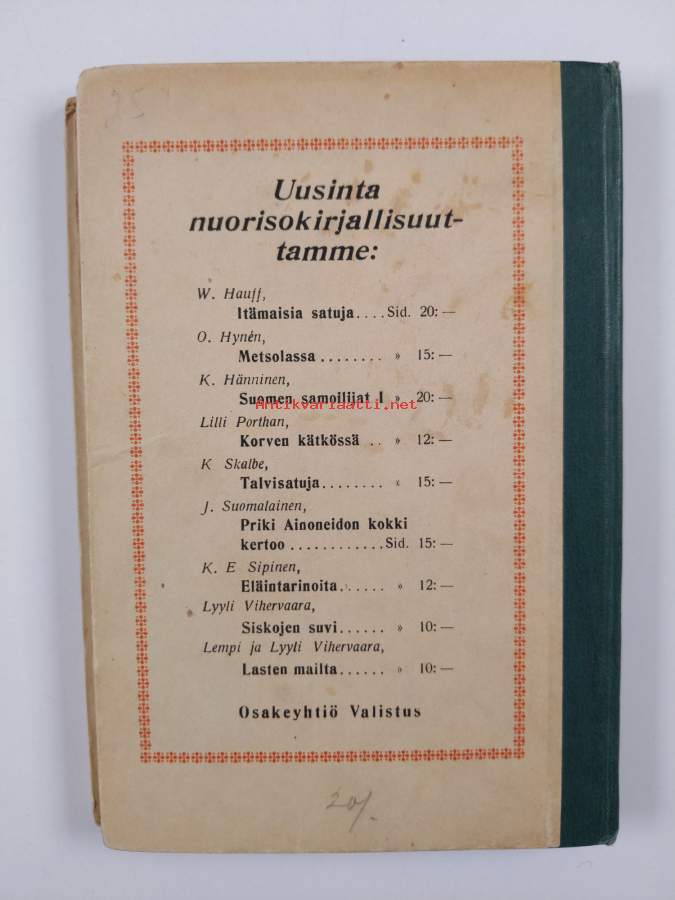 25
Uusinta
nuorisokirjallisuut-
tamme:
W. Hauff,
Itämaisia satuja.... Sid. 20: —
O. Hynén,
Metsolassa ........ » 15: —
K. Hänninen,
Suomen samoilijat I » 20: —
Antikvariaatti.net
Lilli Porthan,
Korven kätkössä .. » 12: —
K Skalbe,
Talvisatuja........ « 15: —
J. Suomalainen,
Priki Ainoneidon kokki
kertoo ............Sid. 15: —
K. E Sipinen,
Eläintarinoita....... » 12: —
Lyyli Vihervaara,
Siskojen suvi...... » 10: —
Lempi ja Lyyli Vihervaara,
Lasten mailta...... » 10: —
Osakeyhtiö Valistus
20/.